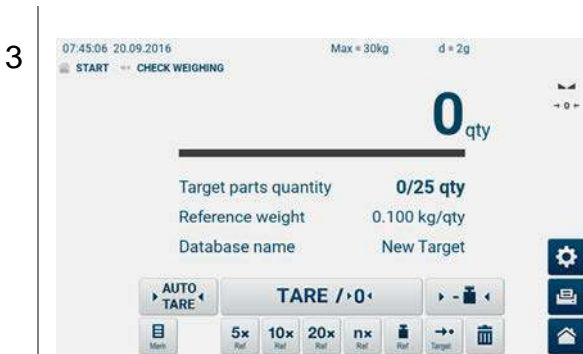 3
07:45:06 20.09.2016 Max = 30kg d = 2g
START CHECK WEIGHING
→ 0 ←
0 qty
Target parts quantity 0/25 qty
Reference weight 0.100 kg/qty
Database name New Target
AUTO TARE
TARE / 0
Mem
5x Ref
10x Ref
20x Ref
nx Ref
Ref
Target